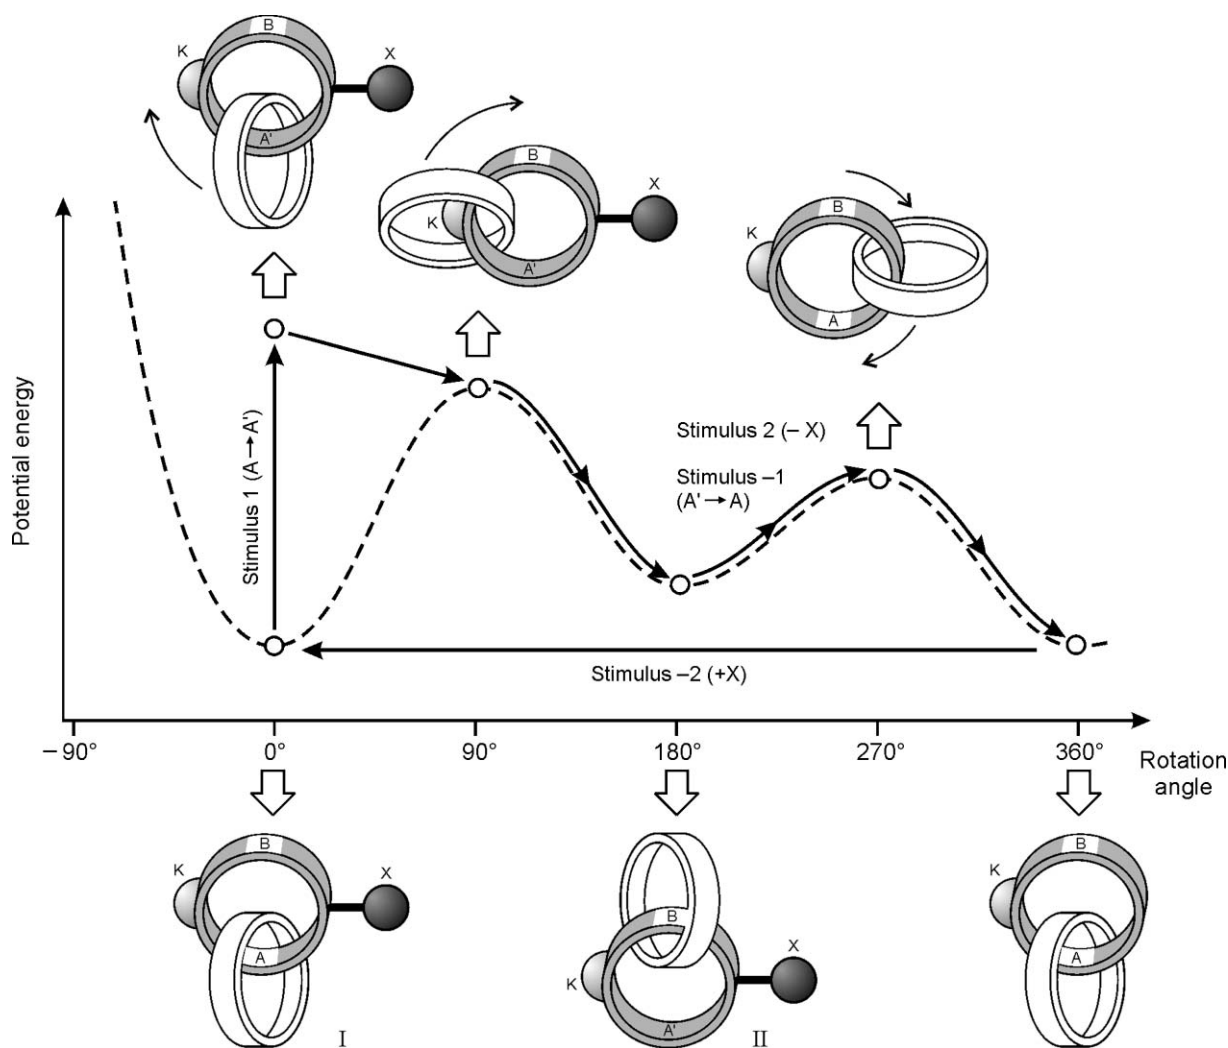 B
K
X
A'
B
X
K
A'
B
K
A
Potential energy
Stimulus 1 (A→A')
Stimulus 2 (– X)
Stimulus –1
(A'→A)
Stimulus –2 (+X)
–90°
0°
90°
180°
270°
360°
Rotation
angle
B
K
X
A
I
B
K
X
A'
II
B
K
A